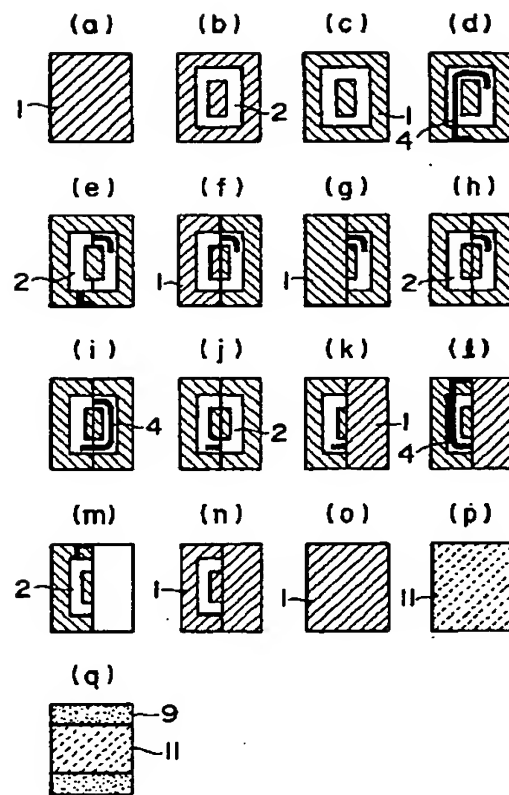 (a) (b) (c) (d)
1 2 1 4
(e) (f) (g) (h)
2 1 1 2
(i) (j) (k) (l)
4 2 1 4
(m) (n) (o) (p)
2 1 1 11
(q)
9
11